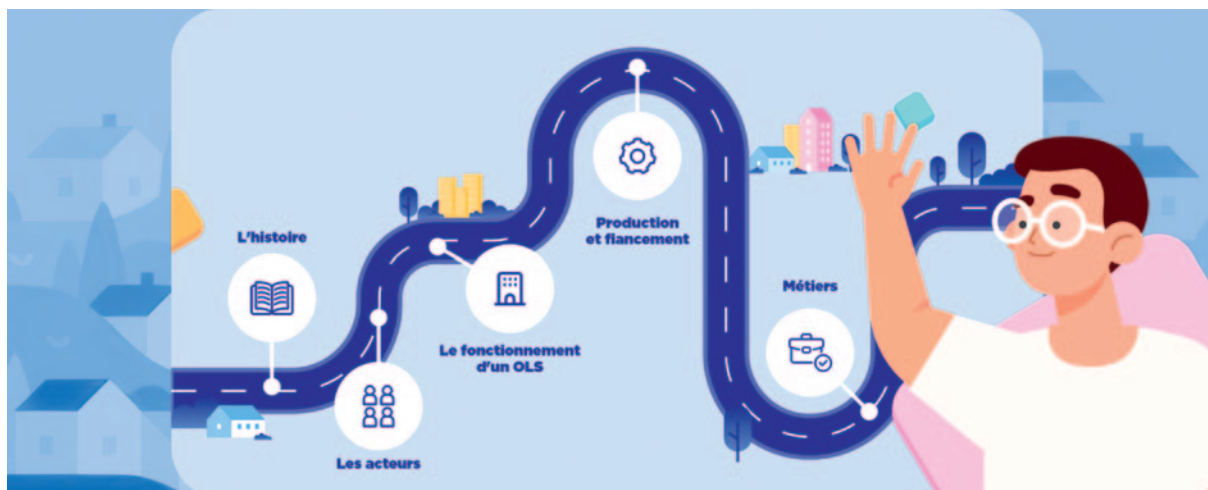 L'histoire
Les acteurs
Le fonctionnement
d'un OLS
Production
et fiancement
Métiers